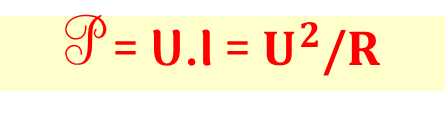 𝒫 = U.I = U²/R